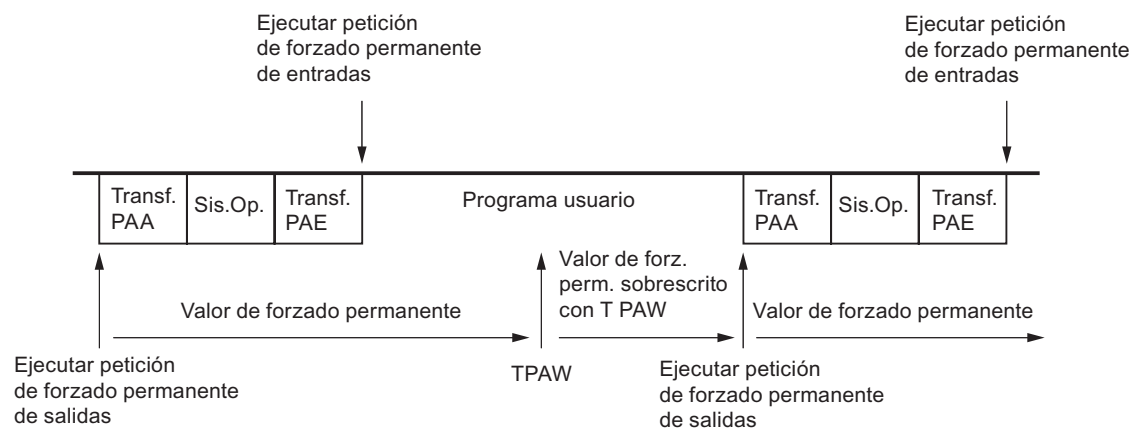 Ejecutar petición
de forzado permanente
de entradas
Ejecutar petición
de forzado permanente
de entradas
Transf.
PAA
Sis.Op.
Transf.
PAE
Programa usuario
Transf.
PAA
Sis.Op.
Transf.
PAE
Valor de forzado permanente
Valor de forz.
perm. sobrescrito
con T PAW
Valor de forzado permanente
Ejecutar petición
de forzado permanente
de salidas
TPAW
Ejecutar petición
de forzado permanente
de salidas